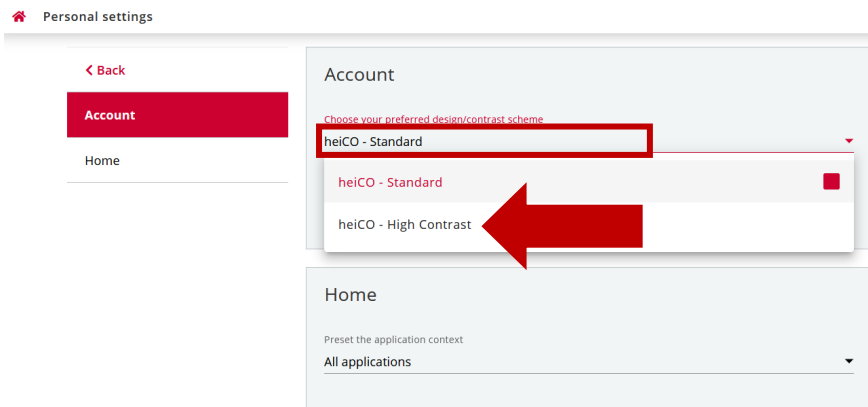 Personal settings
Back
Account
Home
Account
Choose your preferred design/contrast scheme
heiCO - Standard
heiCO - Standard
heiCO - High Contrast
Home
Preset the application context
All applications